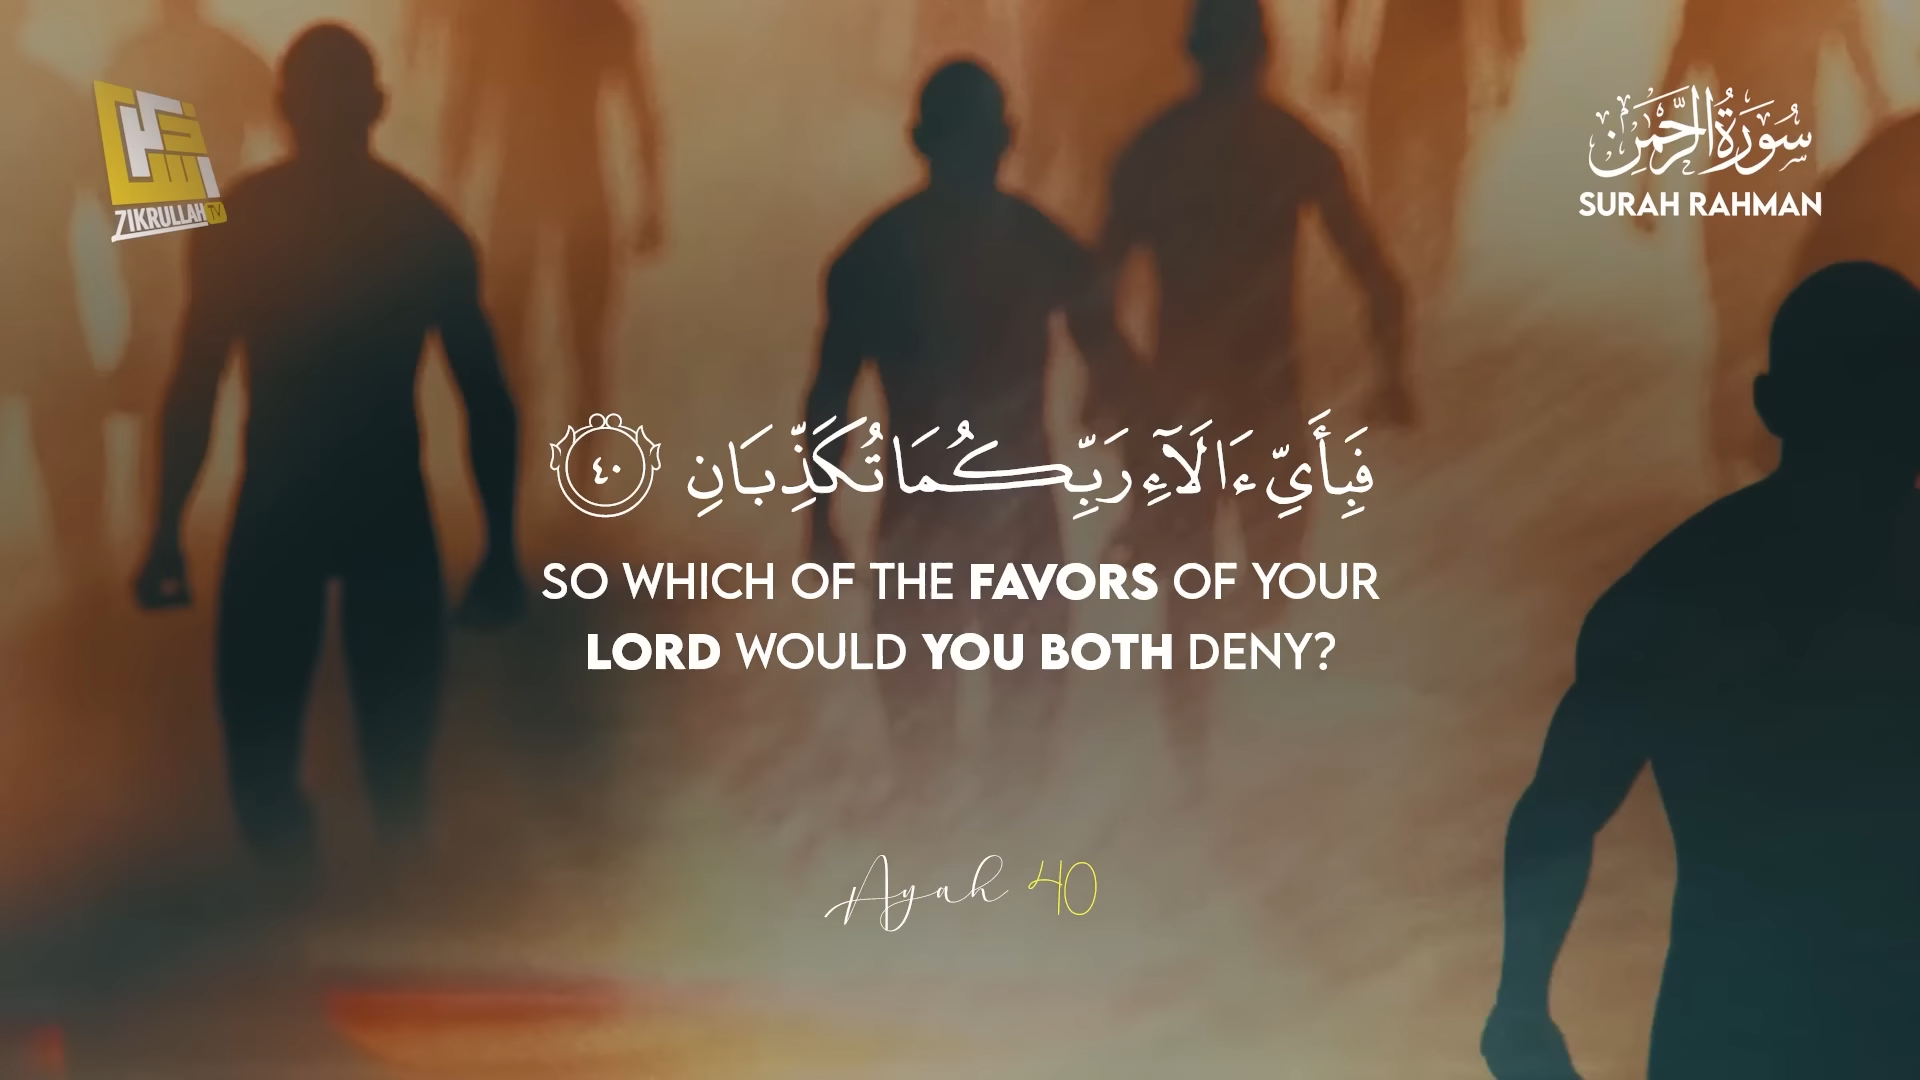 ZIKRULLAH TV
سُورَةُ الرَّحْمَٰن
SURAH RAHMAN
فَبِأَيِّ ءَالَآءِ رَبِّكُمَا تُكَذِّبَانِ ٤٠
SO WHICH OF THE FAVORS OF YOUR
LORD WOULD YOU BOTH DENY?
Ayah 40